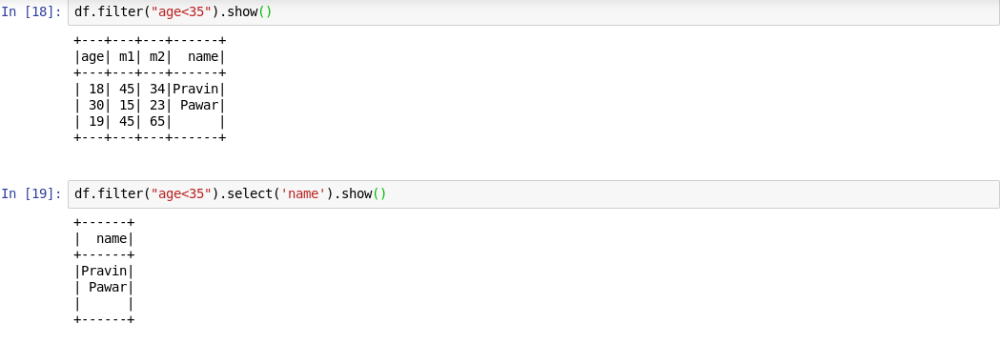 In [18]: df.filter("age<35").show()
+---+---+---+------+
|age| m1| m2|  name|
+---+---+---+------+
| 18| 45| 34|Pravin|
| 30| 15| 23| Pawar|
| 19| 45| 65|      |
+---+---+---+------+
In [19]: df.filter("age<35").select('name').show()
+------+
|  name|
+------+
|Pravin|
| Pawar|
|      |
+------+